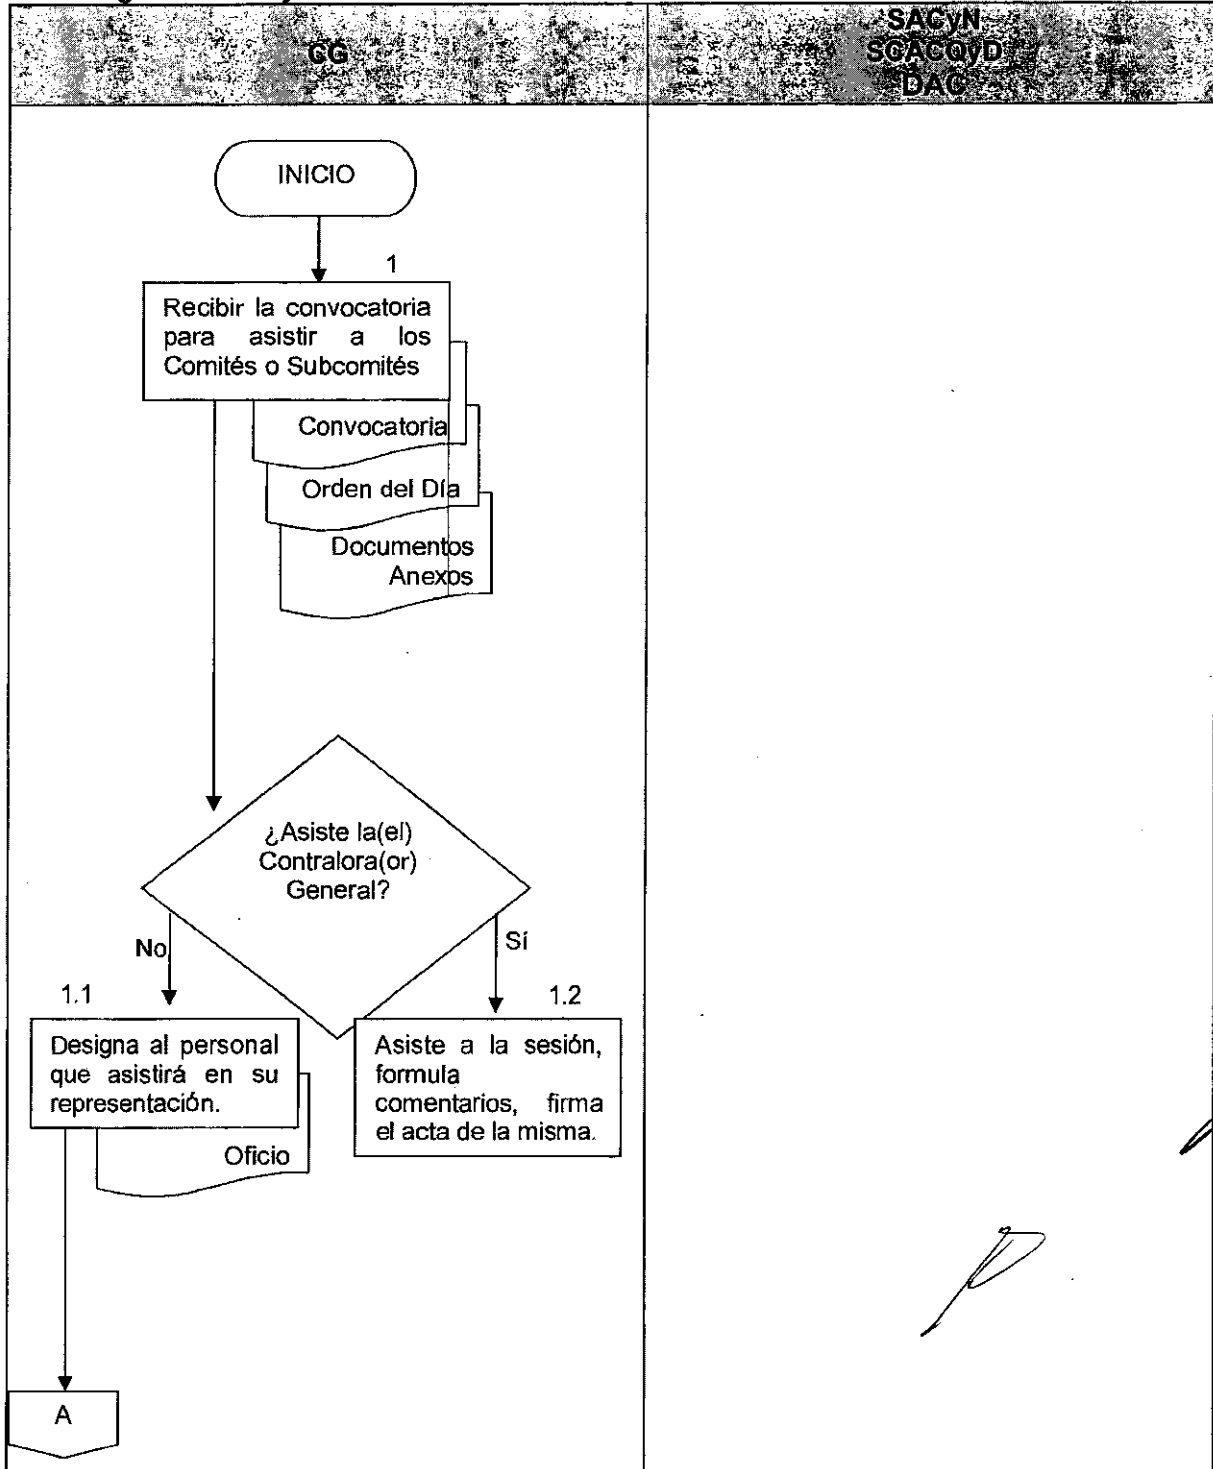 CG
SACyN
SCACQyD
DAC
INICIO
1
Recibir la convocatoria
para asistir a los
Comités o Subcomités
Convocatoria
Orden del Día
Documentos
Anexos
¿Asiste la(el)
Contralora(or)
General?
No
Sí
1.1
1.2
Designa al personal
que asistirá en su
representación.
Oficio
Asiste a la sesión,
formula
comentarios, firma
el acta de la misma.
A